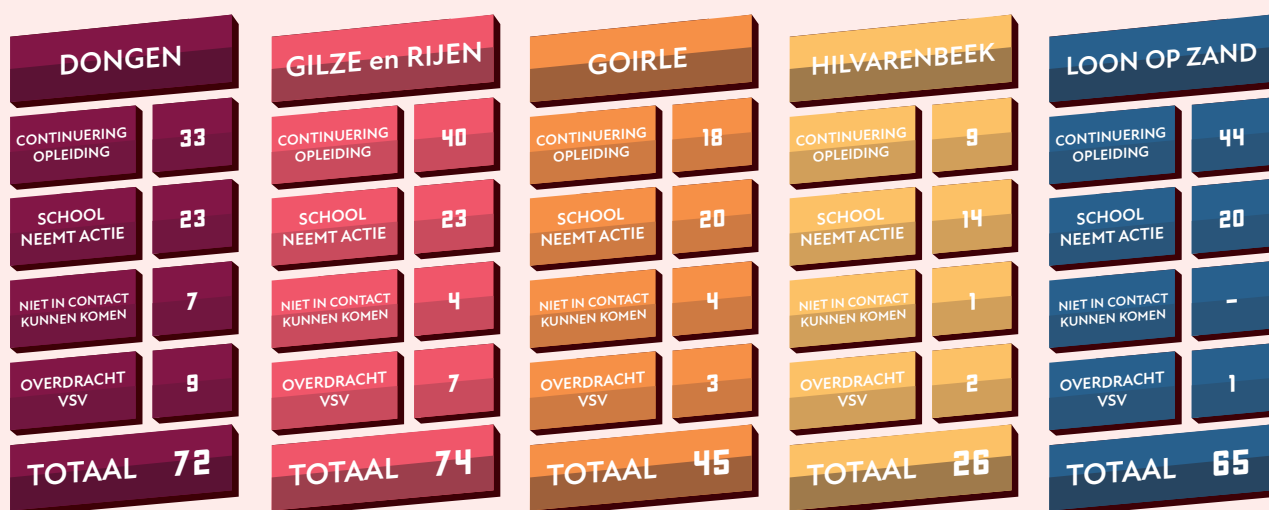 DONGEN
CONTINUERING
OPLEIDING
33
SCHOOL
NEEMT ACTIE
23
NIET IN CONTACT
KUNNEN KOMEN
7
OVERDRACHT
VSV
9
TOTAAL 72
GILZE en RIJEN
CONTINUERING
OPLEIDING
40
SCHOOL
NEEMT ACTIE
23
NIET IN CONTACT
KUNNEN KOMEN
4
OVERDRACHT
VSV
7
TOTAAL 74
GOIRLE
CONTINUERING
OPLEIDING
18
SCHOOL
NEEMT ACTIE
20
NIET IN CONTACT
KUNNEN KOMEN
4
OVERDRACHT
VSV
3
TOTAAL 45
HILVARENBEEK
CONTINUERING
OPLEIDING
9
SCHOOL
NEEMT ACTIE
14
NIET IN CONTACT
KUNNEN KOMEN
1
OVERDRACHT
VSV
2
TOTAAL 26
LOON OP ZAND
CONTINUERING
OPLEIDING
44
SCHOOL
NEEMT ACTIE
20
NIET IN CONTACT
KUNNEN KOMEN
-
OVERDRACHT
VSV
1
TOTAAL 65